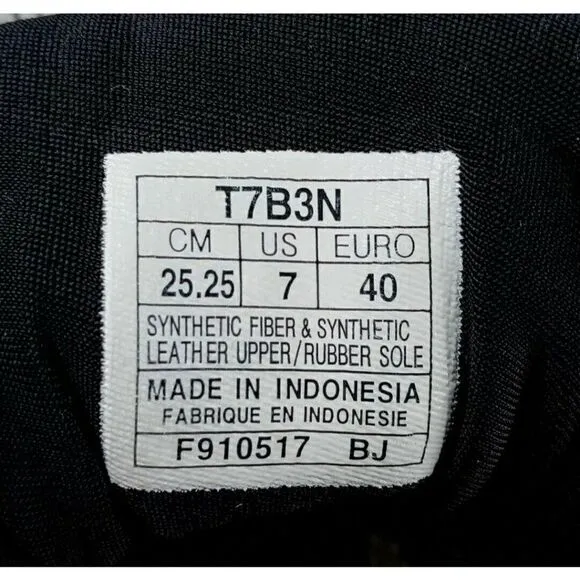 T7B3N
CM US EURO
25.25 7 40
SYNTHETIC FIBER & SYNTHETIC
LEATHER UPPER/RUBBER SOLE
MADE IN INDONESIA
FABRIQUE EN INDONESIE
F910517 BJ